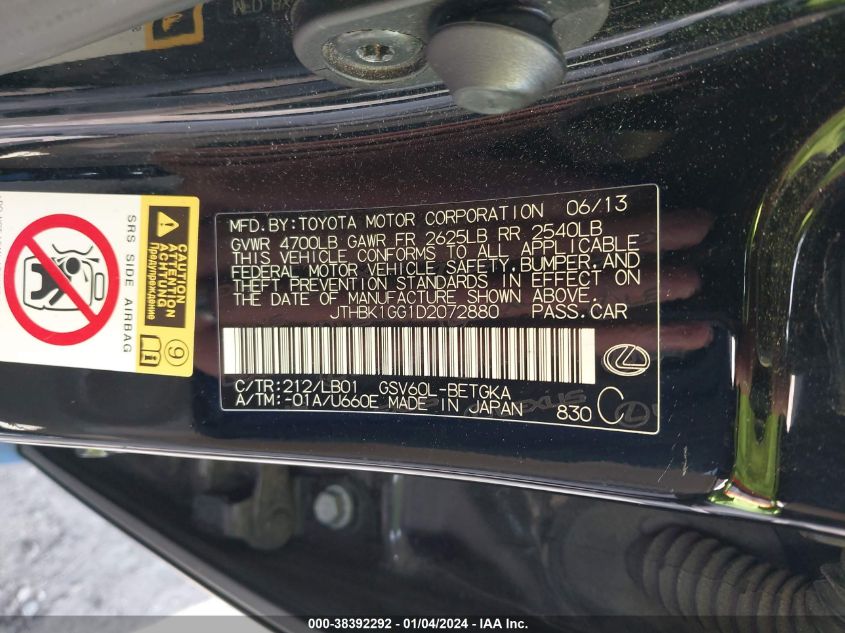 MFD.BY:TOYOTA MOTOR CORPORATION 06/13
GVWR 4700LB GAWR FR 2625LB RR 2540LB
THIS VEHICLE CONFORMS TO ALL APPLICABLE
FEDERAL MOTOR VEHICLE SAFETY,BUMPER,AND
THEFT PREVENTION STANDARDS IN EFFECT ON
THE DATE OF MANUFACTURE SHOWN ABOVE.
JTHBK1GG1D2072880 PASS.CAR
C/TR:212/LB01 GSV60L-BETGKA
A/TM:-01A/U660E MADE IN JAPAN 830 C
SRS SIDE AIRBAG
CAUTION
ATTENTION
ACHTUNG
Предупреждение
9
000-38392292 - 01/04/2024 - IAA Inc.